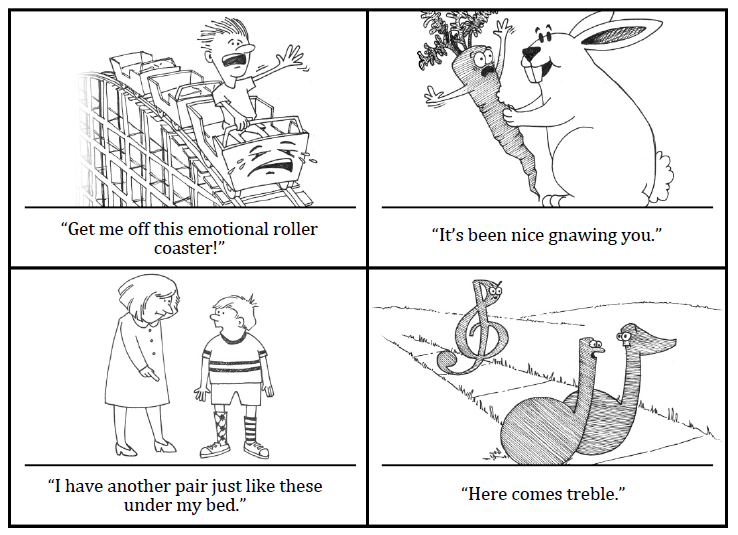 “Get me off this emotional roller
coaster!”
“It’s been nice gnawing you.”
“I have another pair just like these
under my bed.”
“Here comes treble.”